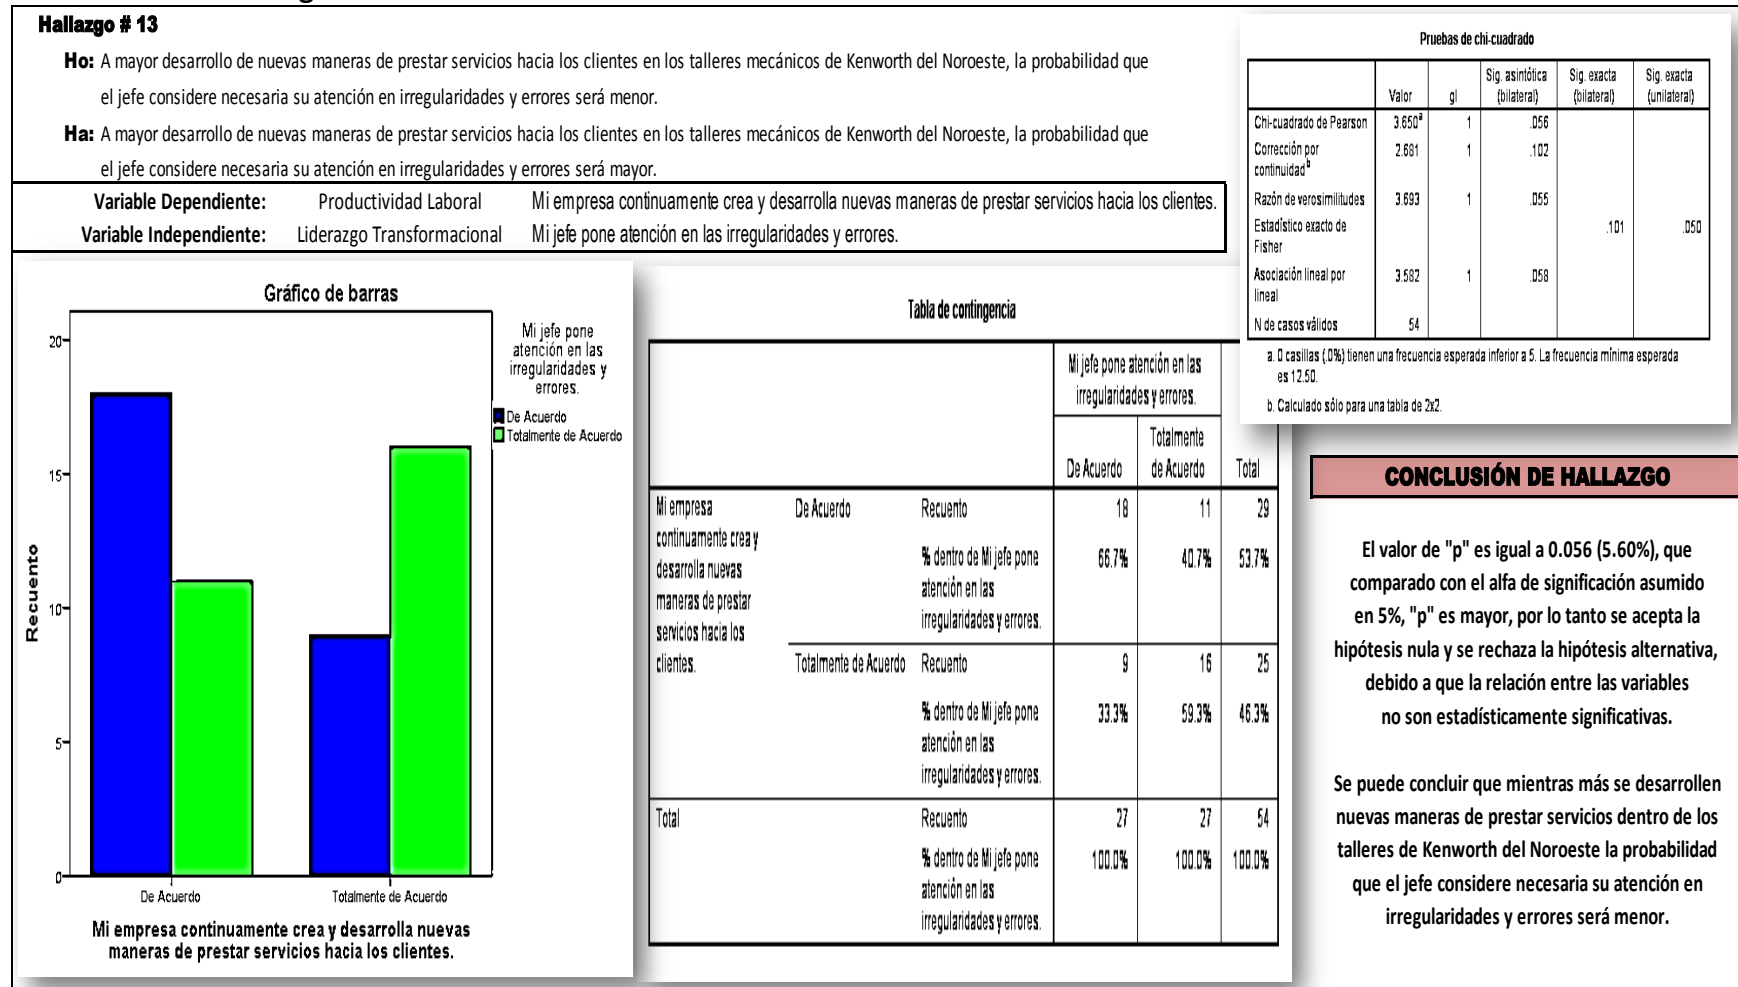 Hallazgo # 13
Ho: A mayor desarrollo de nuevas maneras de prestar servicios hacia los clientes en los talleres mecánicos de Kenworth del Noroeste, la probabilidad que
el jefe considere necesaria su atención en irregularidades y errores será menor.
Ha: A mayor desarrollo de nuevas maneras de prestar servicios hacia los clientes en los talleres mecánicos de Kenworth del Noroeste, la probabilidad que
el jefe considere necesaria su atención en irregularidades y errores será mayor.
Variable Dependiente: Productividad Laboral Mi empresa continuamente crea y desarrolla nuevas maneras de prestar servicios hacia los clientes.
Variable Independiente: Liderazgo Transformacional Mi jefe pone atención en las irregularidades y errores.
Pruebas de chi-cuadrado
Valor gl Sig. asintótica (bilateral) Sig. exacta (bilateral) Sig. exacta (unilateral)
Chi-cuadrado de Pearson 3.650a 1 .056
Corrección por continuidadb 2.681 1 .102
Razón de verosimilitudes 3.693 1 .055
Estadístico exacto de Fisher .101 .050
Asociación lineal por lineal 3.582 1 .058
N de casos válidos 54
a. 0 casillas (.0%) tienen una frecuencia esperada inferior a 5. La frecuencia mínima esperada
es 12.50.
b. Calculado sólo para una tabla de 2x2.
Gráfico de barras
Mi jefe pone
atención en las
irregularidades y
errores.
De Acuerdo
Totalmente de Acuerdo
Recuento
20
15
10
5
0
De Acuerdo Totalmente de Acuerdo
Mi empresa continuamente crea y desarrolla nuevas
maneras de prestar servicios hacia los clientes.
Tabla de contingencia
Mi jefe pone atención en las
irregularidades y errores.
De Acuerdo Totalmente de Acuerdo Total
Mi empresa continuamente crea y desarrolla nuevas maneras de prestar servicios hacia los clientes.
De Acuerdo Recuento 18 11 29
% dentro de Mi jefe pone atención en las irregularidades y errores. 66.7% 40.7% 53.7%
Totalmente de Acuerdo Recuento 9 16 25
% dentro de Mi jefe pone atención en las irregularidades y errores. 33.3% 59.3% 46.3%
Total Recuento 27 27 54
% dentro de Mi jefe pone atención en las irregularidades y errores. 100.0% 100.0% 100.0%
CONCLUSIÓN DE HALLAZGO
El valor de "p" es igual a 0.056 (5.60%), que
comparado con el alfa de significación asumido
en 5%, "p" es mayor, por lo tanto se acepta la
hipótesis nula y se rechaza la hipótesis alternativa,
debido a que la relación entre las variables
no son estadísticamente significativas.
Se puede concluir que mientras más se desarrollen
nuevas maneras de prestar servicios dentro de los
talleres de Kenworth del Noroeste la probabilidad
que el jefe considere necesaria su atención en
irregularidades y errores será menor.